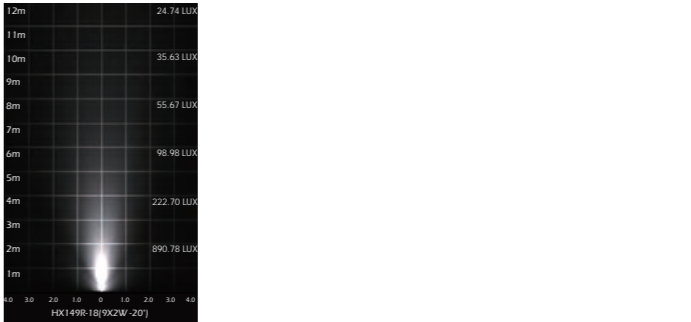 12m 24.74 LUX
11m
10m 35.63 LUX
9m
8m 55.67 LUX
7m
6m 98.98 LUX
5m
4m 222.70 LUX
3m
2m 890.78 LUX
1m
4.0 3.0 2.0 1.0 0 1.0 2.0 3.0 4.0
HX149R-18(9X2W-20°)